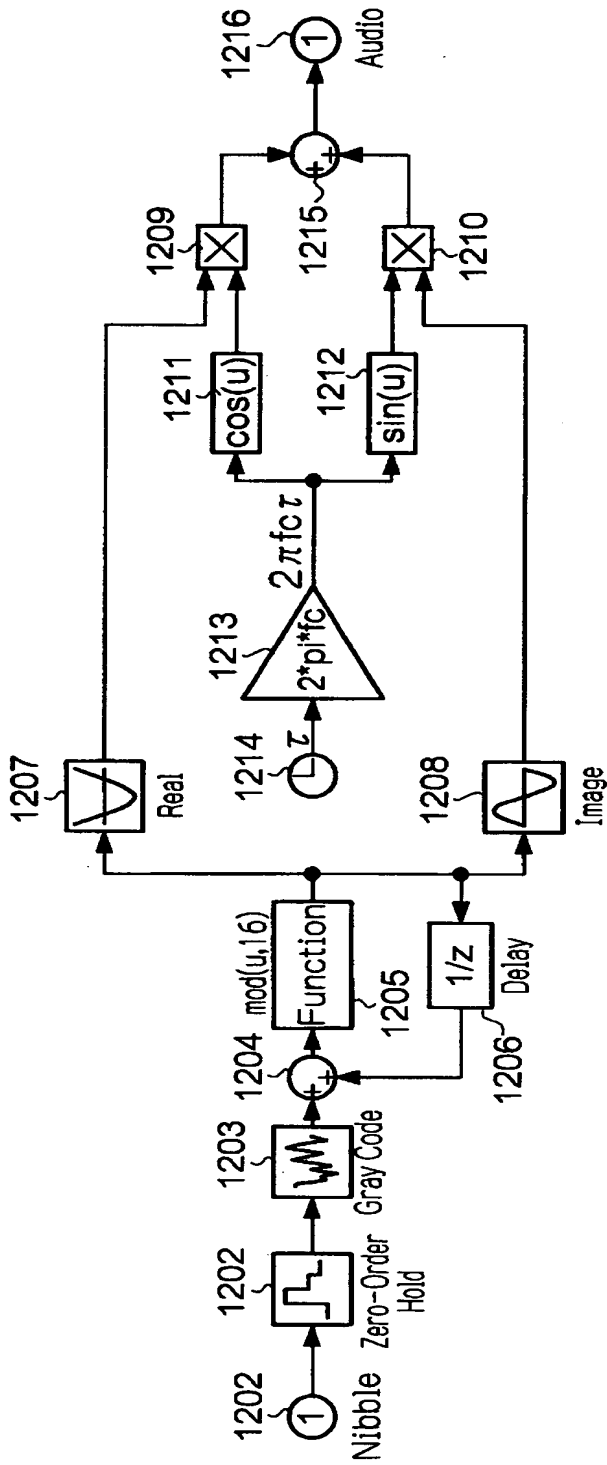 1202
1
Nibble
1202
Zero-Order
Hold
1203
Gray Code
1204
+
+
mod(u,16)
Function
1205
1/z
Delay
1206
1207
Real
1208
Image
1214
τ
1213
2*pi*fc
2πfcτ
1211
cos(u)
1212
sin(u)
1209
1210
+
+
1215
1216
1
Audio